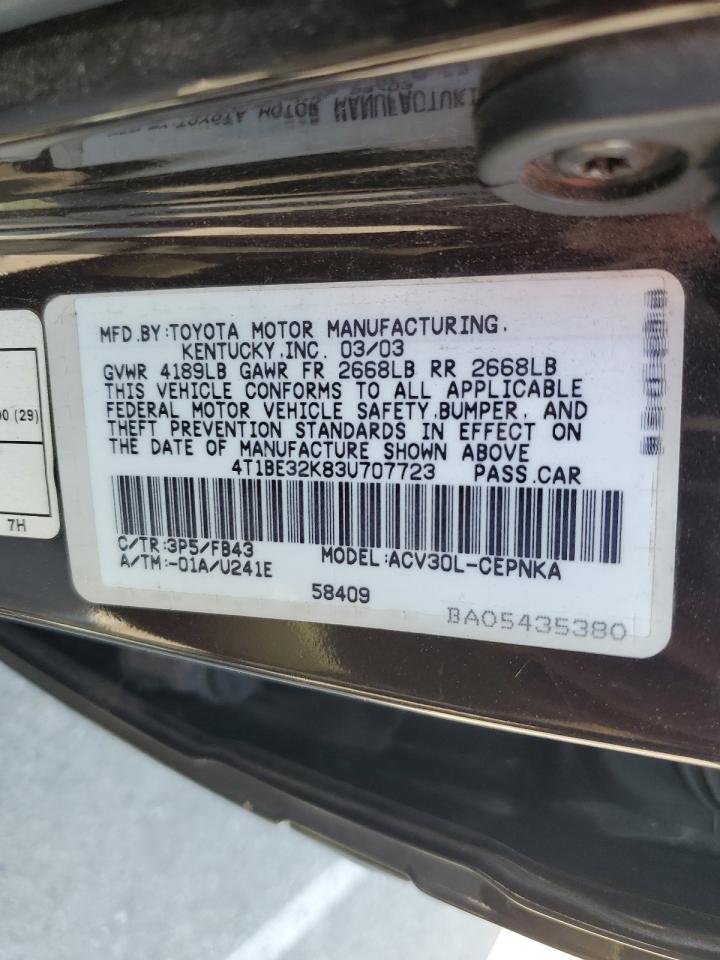 MFD.BY:TOYOTA MOTOR MANUFACTURING,
KENTUCKY,INC. 03/03
GVWR 4189LB GAWR FR 2668LB RR 2668LB
THIS VEHICLE CONFORMS TO ALL APPLICABLE
FEDERAL MOTOR VEHICLE SAFETY,BUMPER, AND
THEFT PREVENTION STANDARDS IN EFFECT ON
THE DATE OF MANUFACTURE SHOWN ABOVE
4T1BE32K83U707723 PASS.CAR
C/TR:3P5/FB43 MODEL:ACV30L-CEPNKA
A/TM:-01A/U241E
58409
BA05435380
(29)
7H